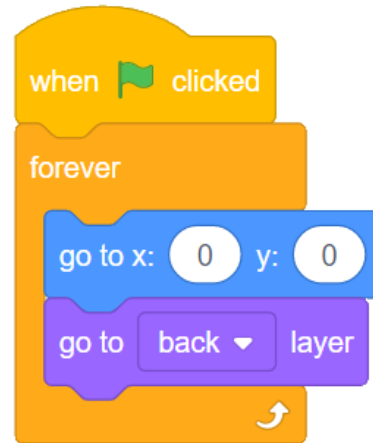 when clicked
forever
go to x: 0 y: 0
go to back layer